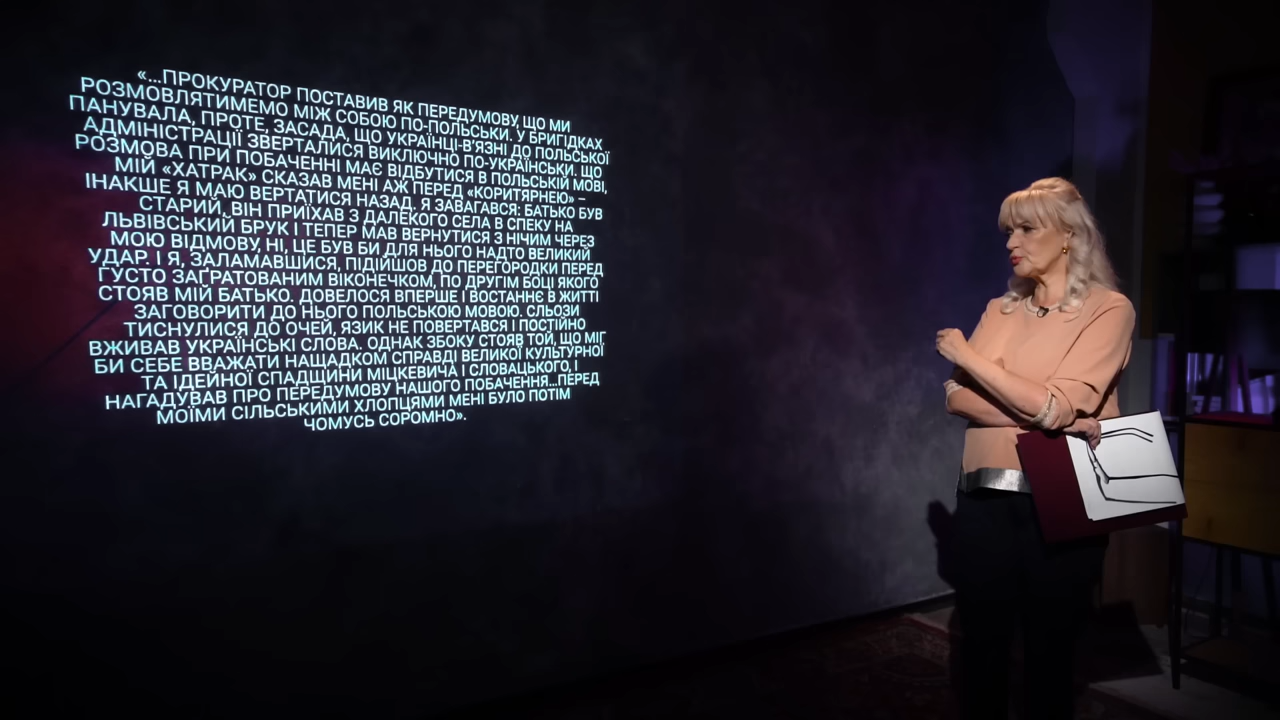 «...ПРОКУРАТОР ПОСТАВИВ ЯК ПЕРЕДУМОВУ, ЩО МИ
РОЗМОВЛЯТИМЕМО МІЖ СОБОЮ ПО-ПОЛЬСЬКИ. У БРИГІДКАХ
ПАНУВАЛА, ПРОТЕ, ЗАСАДА, ЩО УКРАЇНЦІ-В'ЯЗНІ ДО ПОЛЬСЬКОЇ
АДМІНІСТРАЦІЇ ЗВЕРТАЛИСЯ ВИКЛЮЧНО ПО-УКРАЇНСЬКИ. ЩО
РОЗМОВА ПРИ ПОБАЧЕННІ МАЄ ВІДБУТИСЯ В ПОЛЬСЬКІЙ МОВІ,
МІЙ «ХАТРАК» СКАЗАВ МЕНІ АЖ ПЕРЕД «КОРИТЯРНЕЮ» –
ІНАКШЕ Я МАЮ ВЕРТАТИСЯ НАЗАД. Я ЗАВАГАВСЯ: БАТЬКО БУВ
СТАРИЙ, ВІН ПРИЇХАВ З ДАЛЕКОГО СЕЛА В СПЕКУ НА
ЛЬВІВСЬКИЙ БРУК І ТЕПЕР МАВ ВЕРНУТИСЯ З НІЧИМ ЧЕРЕЗ
МОЮ ВІДМОВУ, НІ, ЦЕ БУВ БИ ДЛЯ НЬОГО НАДТО ВЕЛИКИЙ
УДАР. І Я, ЗАЛАМАВШИСЯ, ПІДІЙШОВ ДО ПЕРЕГОРОДКИ ПЕРЕД
ГУСТО ЗАҐРАТОВАНИМ ВІКОНЕЧКОМ, ПО ДРУГІМ БОЦІ ЯКОГО
СТОЯВ МІЙ БАТЬКО. ДОВЕЛОСЯ ВПЕРШЕ І ВОСТАННЄ В ЖИТТІ
ЗАГОВОРИТИ ДО НЬОГО ПОЛЬСЬКОЮ МОВОЮ. СЛЬОЗИ
ТИСНУЛИСЯ ДО ОЧЕЙ, ЯЗИК НЕ ПОВЕРТАВСЯ І ПОСТІЙНО
ВЖИВАВ УКРАЇНСЬКІ СЛОВА. ОДНАК ЗБОКУ СТОЯВ ТОЙ, ЩО МІГ
БИ СЕБЕ ВВАЖАТИ НАЩАДКОМ СПРАВДІ ВЕЛИКОЇ КУЛЬТУРНОЇ
ТА ІДЕЙНОЇ СПАДЩИНИ МІЦКЕВИЧА І СЛОВАЦЬКОГО, І
НАГАДУВАВ ПРО ПЕРЕДУМОВУ НАШОГО ПОБАЧЕННЯ...ПЕРЕД
МОЇМИ СІЛЬСЬКИМИ ХЛОПЦЯМИ МЕНІ БУЛО ПОТІМ
ЧОМУСЬ СОРОМНО».